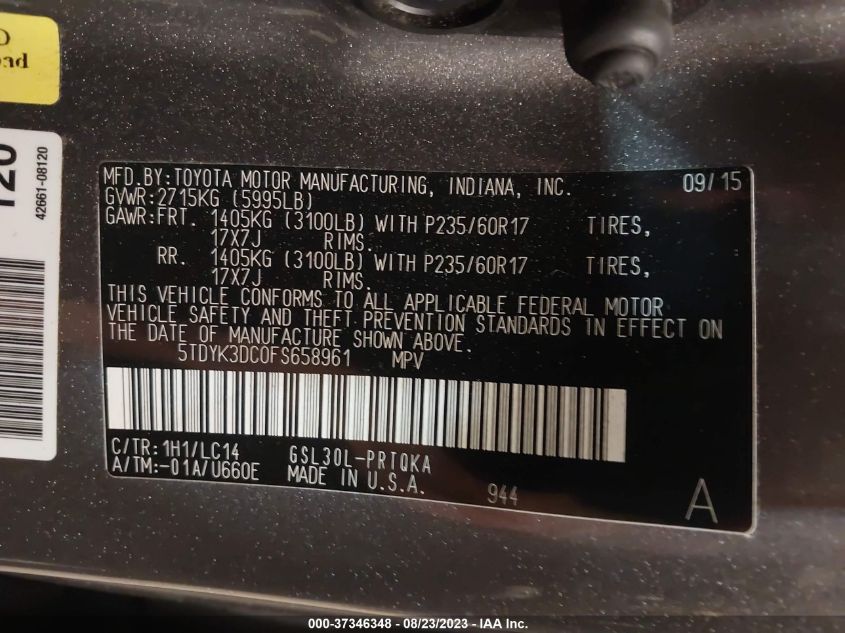 120
42661-08120
MFD.BY:TOYOTA MOTOR MANUFACTURING, INDIANA, INC. 09/15
GVWR:2715KG (5995LB)
GAWR:FRT. 1405KG (3100LB) WITH P235/60R17 TIRES,
17X7J RIMS.
RR. 1405KG (3100LB) WITH P235/60R17 TIRES,
17X7J RIMS.
THIS VEHICLE CONFORMS TO ALL APPLICABLE FEDERAL MOTOR
VEHICLE SAFETY AND THEFT PREVENTION STANDARDS IN EFFECT ON
THE DATE OF MANUFACTURE SHOWN ABOVE.
5TDYK3DC0FS658961 MPV
C/TR:1H1/LC14 GSL30L-PRTQKA
A/TM:-01A/U660E MADE IN U.S.A. 944 A
000-37346348 - 08/23/2023 - IAA Inc.